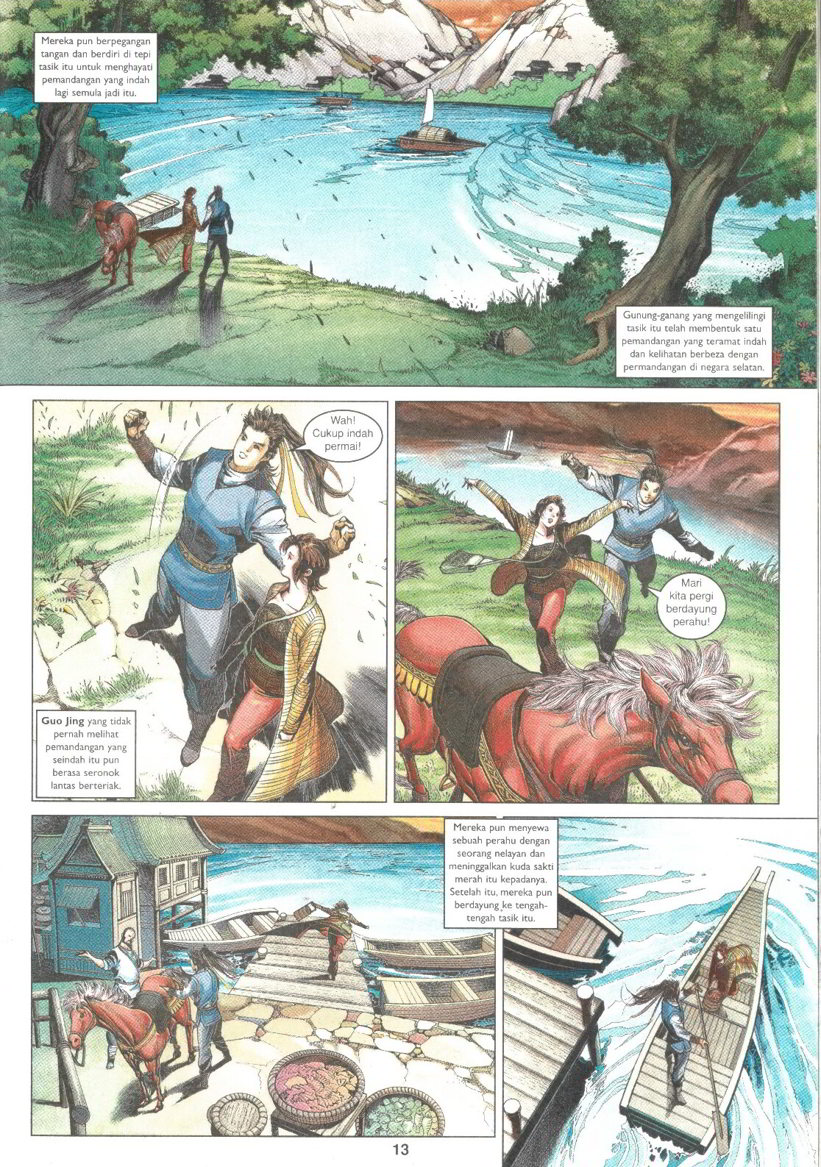 Mereka pun berpegangan
tangan dan berdiri di tepi
tasik itu untuk menghayati
pemandangan yang indah
lagi semula jadi itu.
Gunung-ganang yang mengelilingi
tasik itu telah membentuk satu
pemandangan yang teramat indah
dan kelihatan berbeza dengan
permandangan di negara selatan.
Wah!
Cukup indah
permai!
Guo Jing yang tidak
pernah melihat
pemandangan yang
seindah itu pun
berasa seronok
lantas berteriak.
Mari
kita pergi
berdayung
perahu!
Mereka pun menyewa
sebuah perahu dengan
seorang nelayan dan
meninggalkan kuda sakti
merah itu kepadanya.
Setelah itu, mereka pun
berdayung ke tengah-
tengah tasik itu.
13